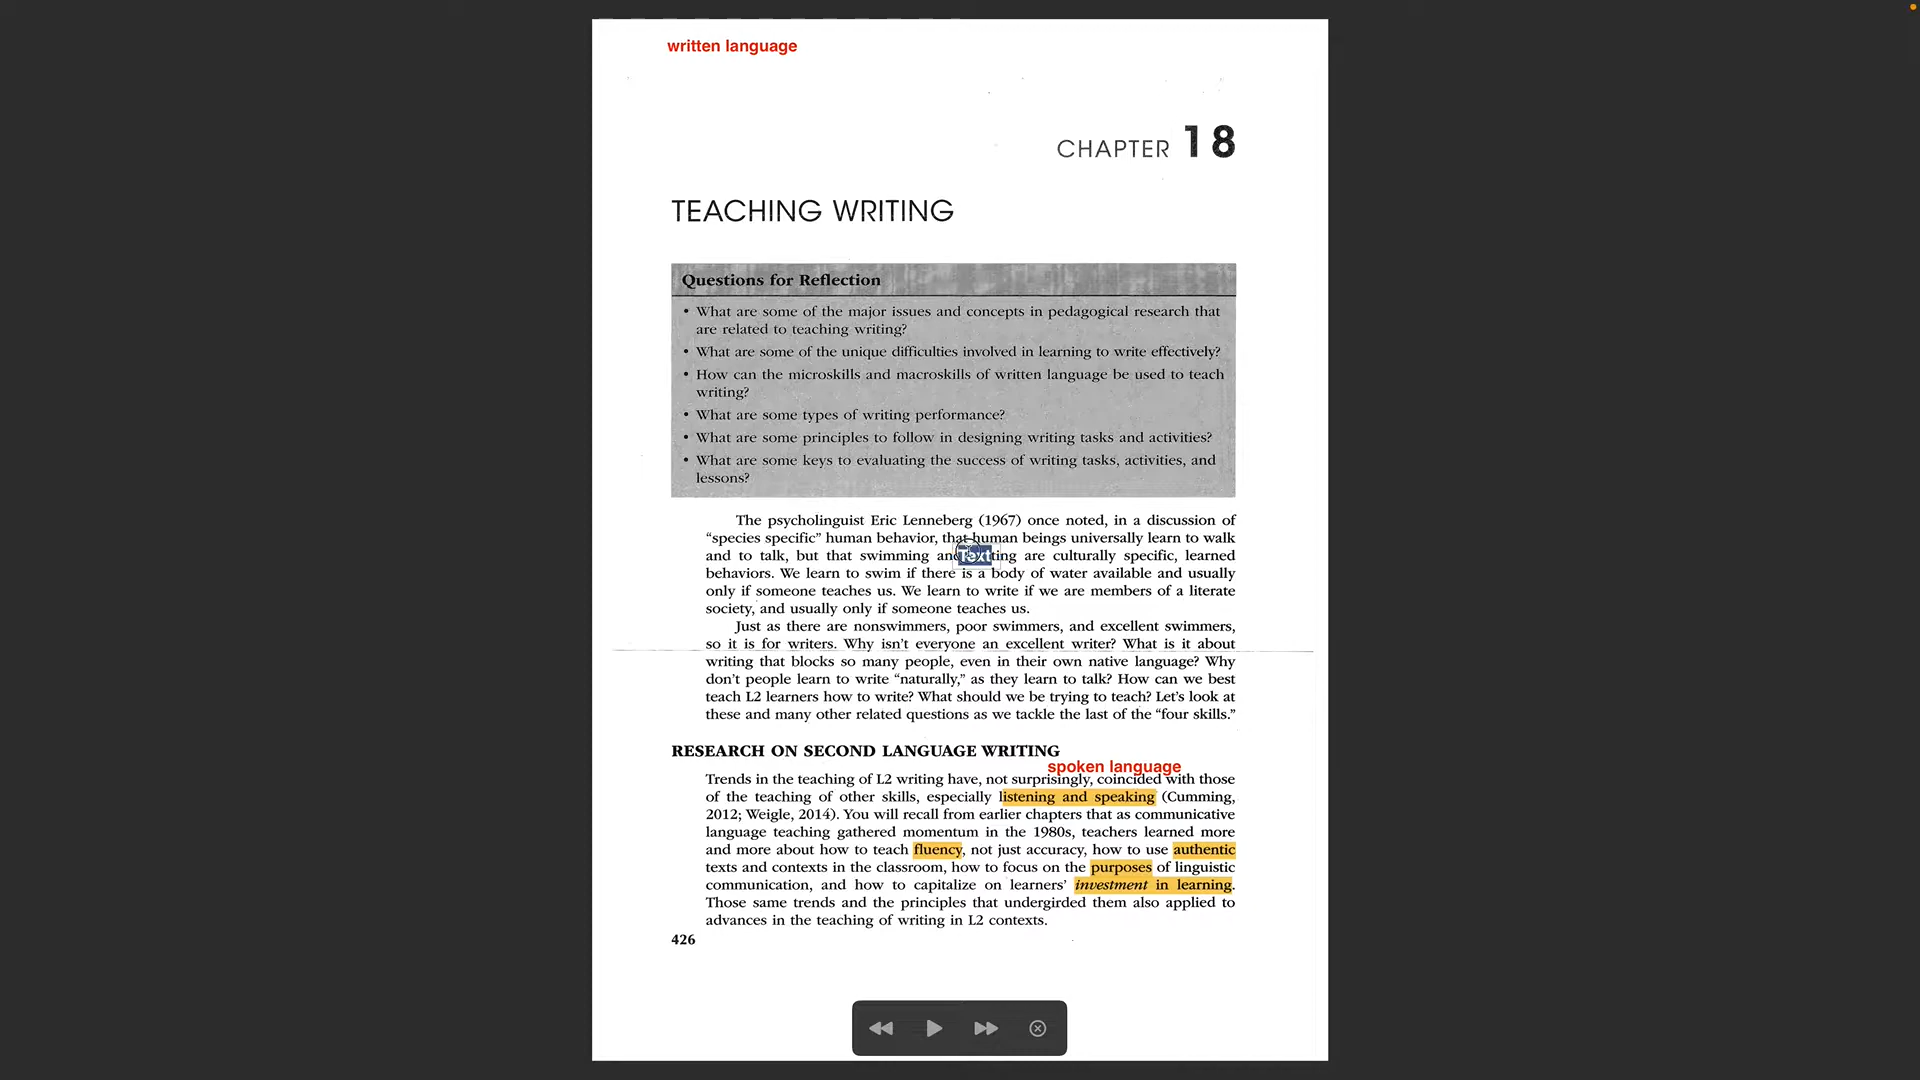 written language
CHAPTER 18
TEACHING WRITING
Questions for Reflection
• What are some of the major issues and concepts in pedagogical research that
are related to teaching writing?
• What are some of the unique difficulties involved in learning to write effectively?
• How can the microskills and macroskills of written language be used to teach
writing?
• What are some types of writing performance?
• What are some principles to follow in designing writing tasks and activities?
• What are some keys to evaluating the success of writing tasks, activities, and
lessons?
The psycholinguist Eric Lenneberg (1967) once noted, in a discussion of
“species specific” human behavior, that human beings universally learn to walk
and to talk, but that swimming Text are culturally specific, learned
behaviors. We learn to swim if there is a body of water available and usually
only if someone teaches us. We learn to write if we are members of a literate
society, and usually only if someone teaches us.
Just as there are nonswimmers, poor swimmers, and excellent swimmers,
so it is for writers. Why isn’t everyone an excellent writer? What is it about
writing that blocks so many people, even in their own native language? Why
don’t people learn to write “naturally,” as they learn to talk? How can we best
teach L2 learners how to write? What should we be trying to teach? Let’s look at
these and many other related questions as we tackle the last of the “four skills.”
RESEARCH ON SECOND LANGUAGE WRITING
spoken language
Trends in the teaching of L2 writing have, not surprisingly, coincided with those
of the teaching of other skills, especially listening and speaking (Cumming,
2012; Weigle, 2014). You will recall from earlier chapters that as communicative
language teaching gathered momentum in the 1980s, teachers learned more
and more about how to teach fluency, not just accuracy, how to use authentic
texts and contexts in the classroom, how to focus on the purposes of linguistic
communication, and how to capitalize on learners’ investment in learning.
Those same trends and the principles that undergirded them also applied to
advances in the teaching of writing in L2 contexts.
426